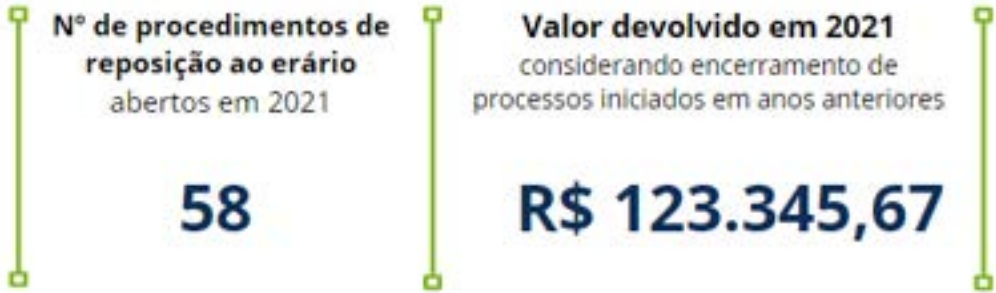 Nº de procedimentos de
reposição ao erário
abertos em 2021
58
Valor devolvido em 2021
considerando encerramento de
processos iniciados em anos anteriores
R$ 123.345,67